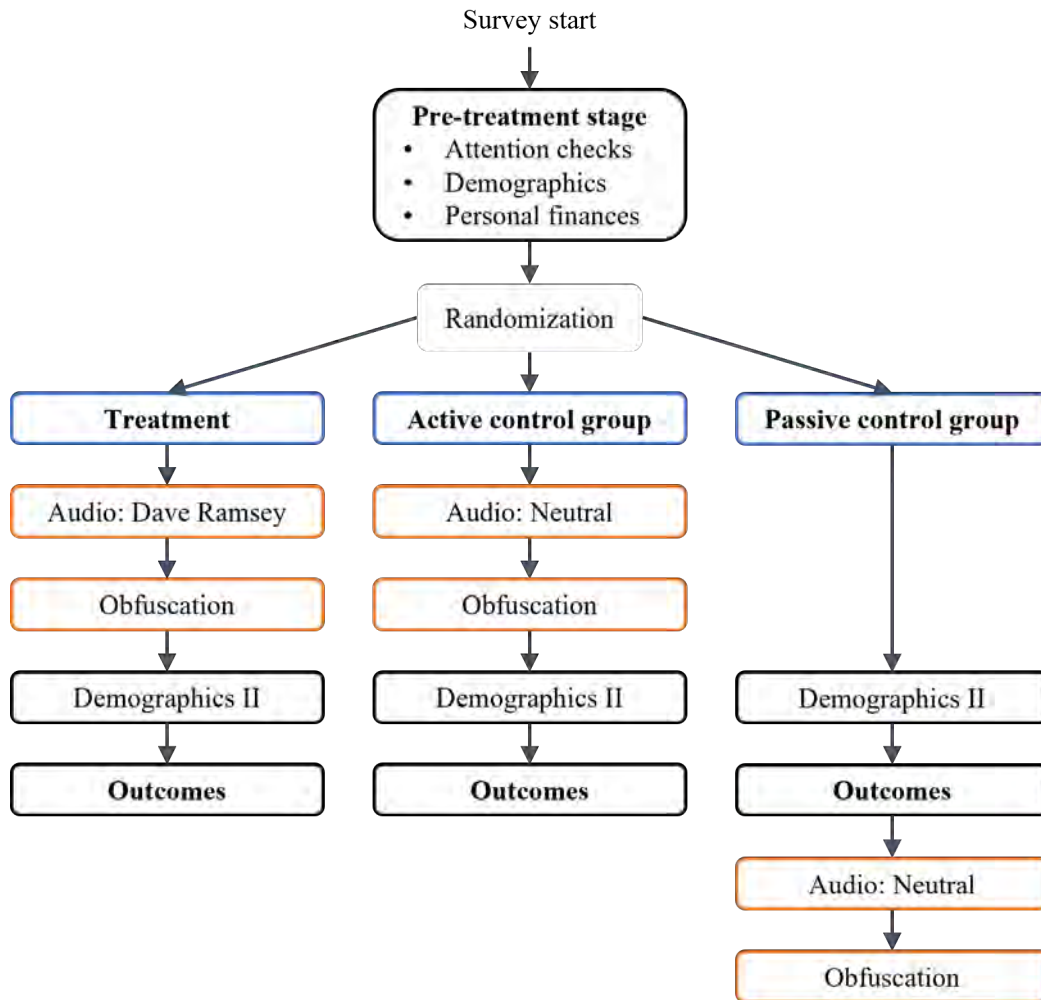 Survey start
Pre-treatment stage
• Attention checks
• Demographics
• Personal finances
Randomization
Treatment
Active control group
Passive control group
Audio: Dave Ramsey
Audio: Neutral
Obfuscation
Obfuscation
Demographics II
Demographics II
Demographics II
Outcomes
Outcomes
Outcomes
Audio: Neutral
Obfuscation